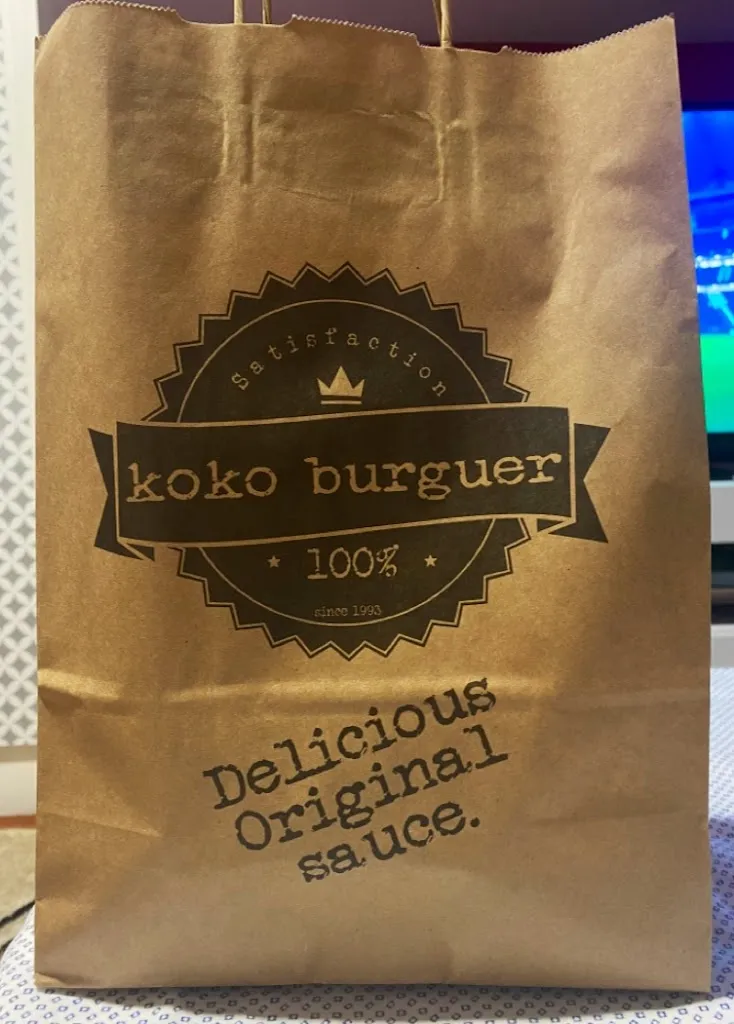 Satisfaction
koko burguer
100%
since 1993
Delicious
Original
sauce.